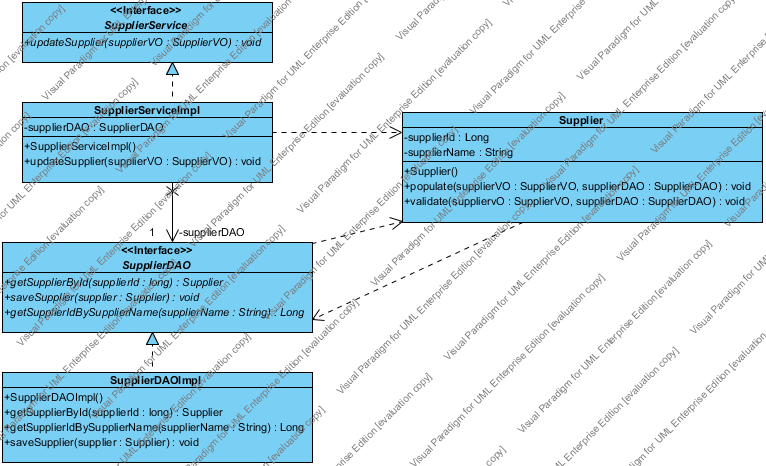 <<Interface>>
SupplierService
+updateSupplier(supplierVO : SupplierVO) : void
SupplierServiceImpl
-supplierDAO : SupplierDAO
+SupplierServiceImpl()
+updateSupplier(supplierVO : SupplierVO) : void
Supplier
-supplierId : Long
-supplierName : String
+Supplier()
+populate(supplierVO : SupplierVO, supplierDAO : SupplierDAO) : void
+validate(supplierVO : SupplierVO, supplierDAO : SupplierDAO) : void
1
-supplierDAO
<<Interface>>
SupplierDAO
+getSupplierById(supplierId : long) : Supplier
+saveSupplier(supplier : Supplier) : void
+getSupplierIdBySupplierName(supplierName : String) : Long
SupplierDAOImpl
+SupplierDAOImpl()
+getSupplierById(supplierId : long) : Supplier
+getSupplierIdBySupplierName(supplierName : String) : Long
+saveSupplier(supplier : Supplier) : void
Visual Paradigm for UML Enterprise Edition [evaluation copy]